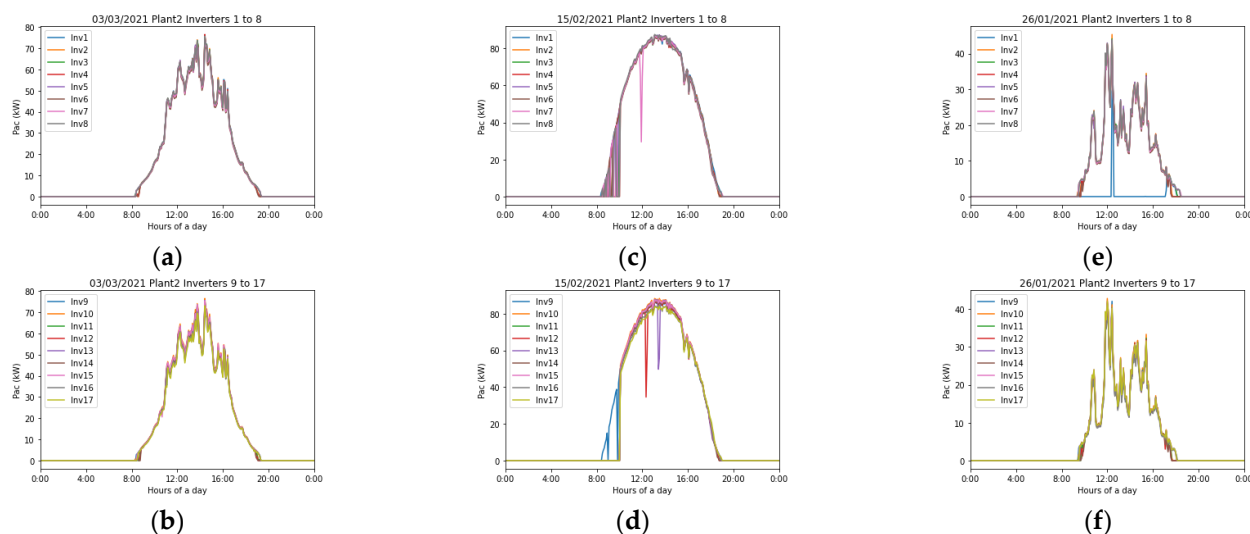 03/03/2021 Plant2 Inverters 1 to 8
80
70
60
50
40
30
20
10
0
Pac (kW)
Inv1
Inv2
Inv3
Inv4
Inv5
Inv6
Inv7
Inv8
0:00 4:00 8:00 12:00 16:00 20:00 0:00
Hours of a day
(a)
15/02/2021 Plant2 Inverters 1 to 8
80
60
40
20
0
Pac (kW)
Inv1
Inv2
Inv3
Inv4
Inv5
Inv6
Inv7
Inv8
0:00 4:00 8:00 12:00 16:00 20:00 0:00
Hours of a day
(c)
26/01/2021 Plant2 Inverters 1 to 8
40
30
20
10
0
Pac (kW)
Inv1
Inv2
Inv3
Inv4
Inv5
Inv6
Inv7
Inv8
0:00 4:00 8:00 12:00 16:00 20:00 0:00
Hours of a day
(e)
03/03/2021 Plant2 Inverters 9 to 17
80
70
60
50
40
30
20
10
0
Pac (kW)
Inv9
Inv10
Inv11
Inv12
Inv13
Inv14
Inv15
Inv16
Inv17
0:00 4:00 8:00 12:00 16:00 20:00 0:00
Hours of a day
(b)
15/02/2021 Plant2 Inverters 9 to 17
80
60
40
20
0
Pac (kW)
Inv9
Inv10
Inv11
Inv12
Inv13
Inv14
Inv15
Inv16
Inv17
0:00 4:00 8:00 12:00 16:00 20:00 0:00
Hours of a day
(d)
26/01/2021 Plant2 Inverters 9 to 17
40
30
20
10
0
Pac (kW)
Inv9
Inv10
Inv11
Inv12
Inv13
Inv14
Inv15
Inv16
Inv17
0:00 4:00 8:00 12:00 16:00 20:00 0:00
Hours of a day
(f)